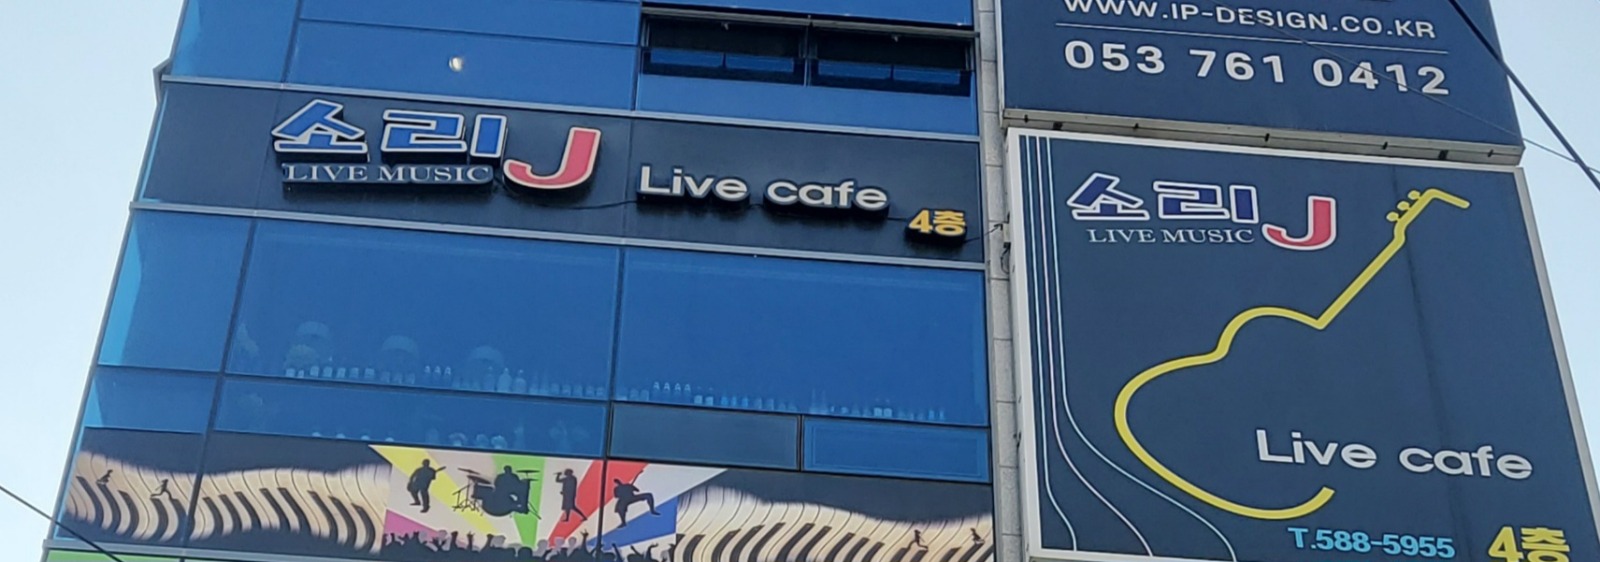 소리J
LIVE MUSIC
Live cafe
4층
WWW.IP-DESIGN.CO.KR
053 761 0412
소리J
LIVE MUSIC
Live cafe
T.588-5955
4층